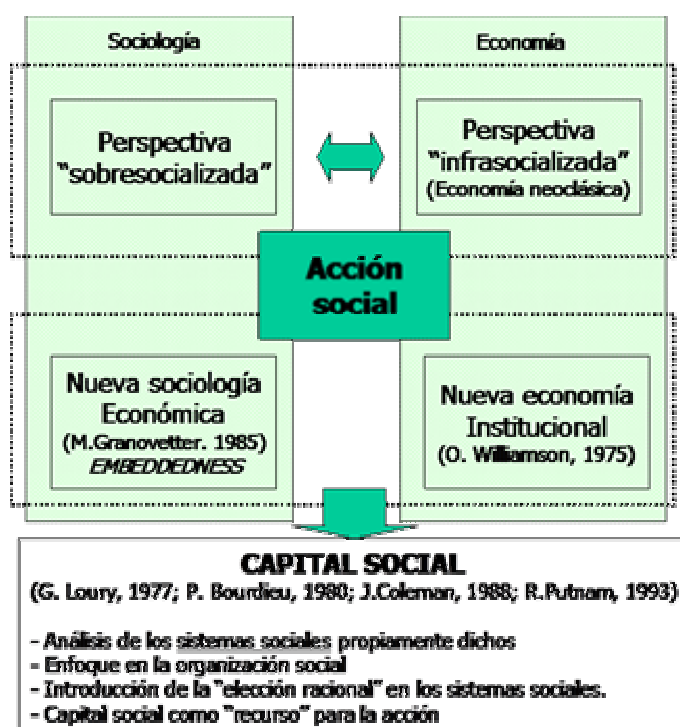 Sociología
Economía
Perspectiva
"sobresocializada"
Perspectiva
"infrasocializada"
(Economía neoclásica)
Acción
social
Nueva sociología
Económica
(M.Granovetter. 1985)
EMBEDDEDNESS
Nueva economía
Institucional
(O. Williamson, 1975)
CAPITAL SOCIAL
(G. Loury, 1977; P. Bourdieu, 1980; J.Coleman, 1988; R.Putnam, 1993)
- Análisis de los sistemas sociales propiamente dichos
- Enfoque en la organización social
- Introducción de la "elección racional" en los sistemas sociales.
- Capital social como "recurso" para la acción